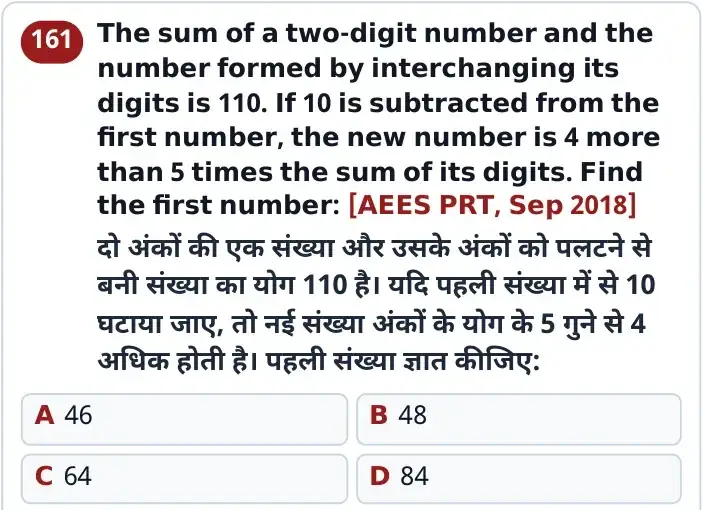 161 The sum of a two-digit number and the
number formed by interchanging its
digits is 110. If 10 is subtracted from the
first number, the new number is 4 more
than 5 times the sum of its digits. Find
the first number: [AEES PRT, Sep 2018]
दो अंकों की एक संख्या और उसके अंकों को पलटने से
बनी संख्या का योग 110 है। यदि पहली संख्या में से 10
घटाया जाए, तो नई संख्या अंकों के योग के 5 गुने से 4
अधिक होती है। पहली संख्या ज्ञात कीजिए:
A 46 B 48
C 64 D 84